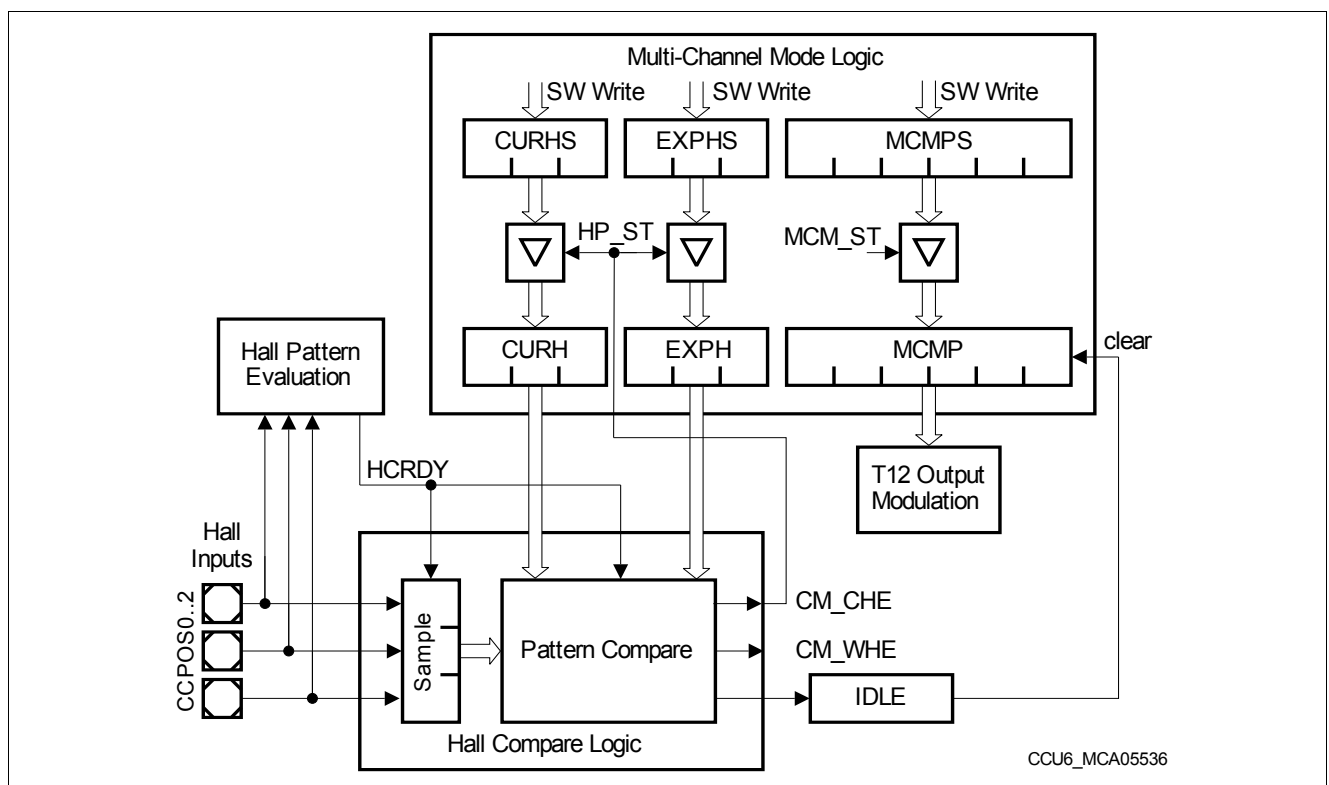 Multi-Channel Mode Logic
SW Write
SW Write
SW Write
CURHS
EXPHS
MCMPS
HP_ST
MCM_ST
Hall Pattern
Evaluation
CURH
EXPH
MCMP
clear
HCRDY
T12 Output
Modulation
Hall
Inputs
CCPOS0..2
Sample
Pattern Compare
CM_CHE
CM_WHE
IDLE
Hall Compare Logic
CCU6_MCA05536